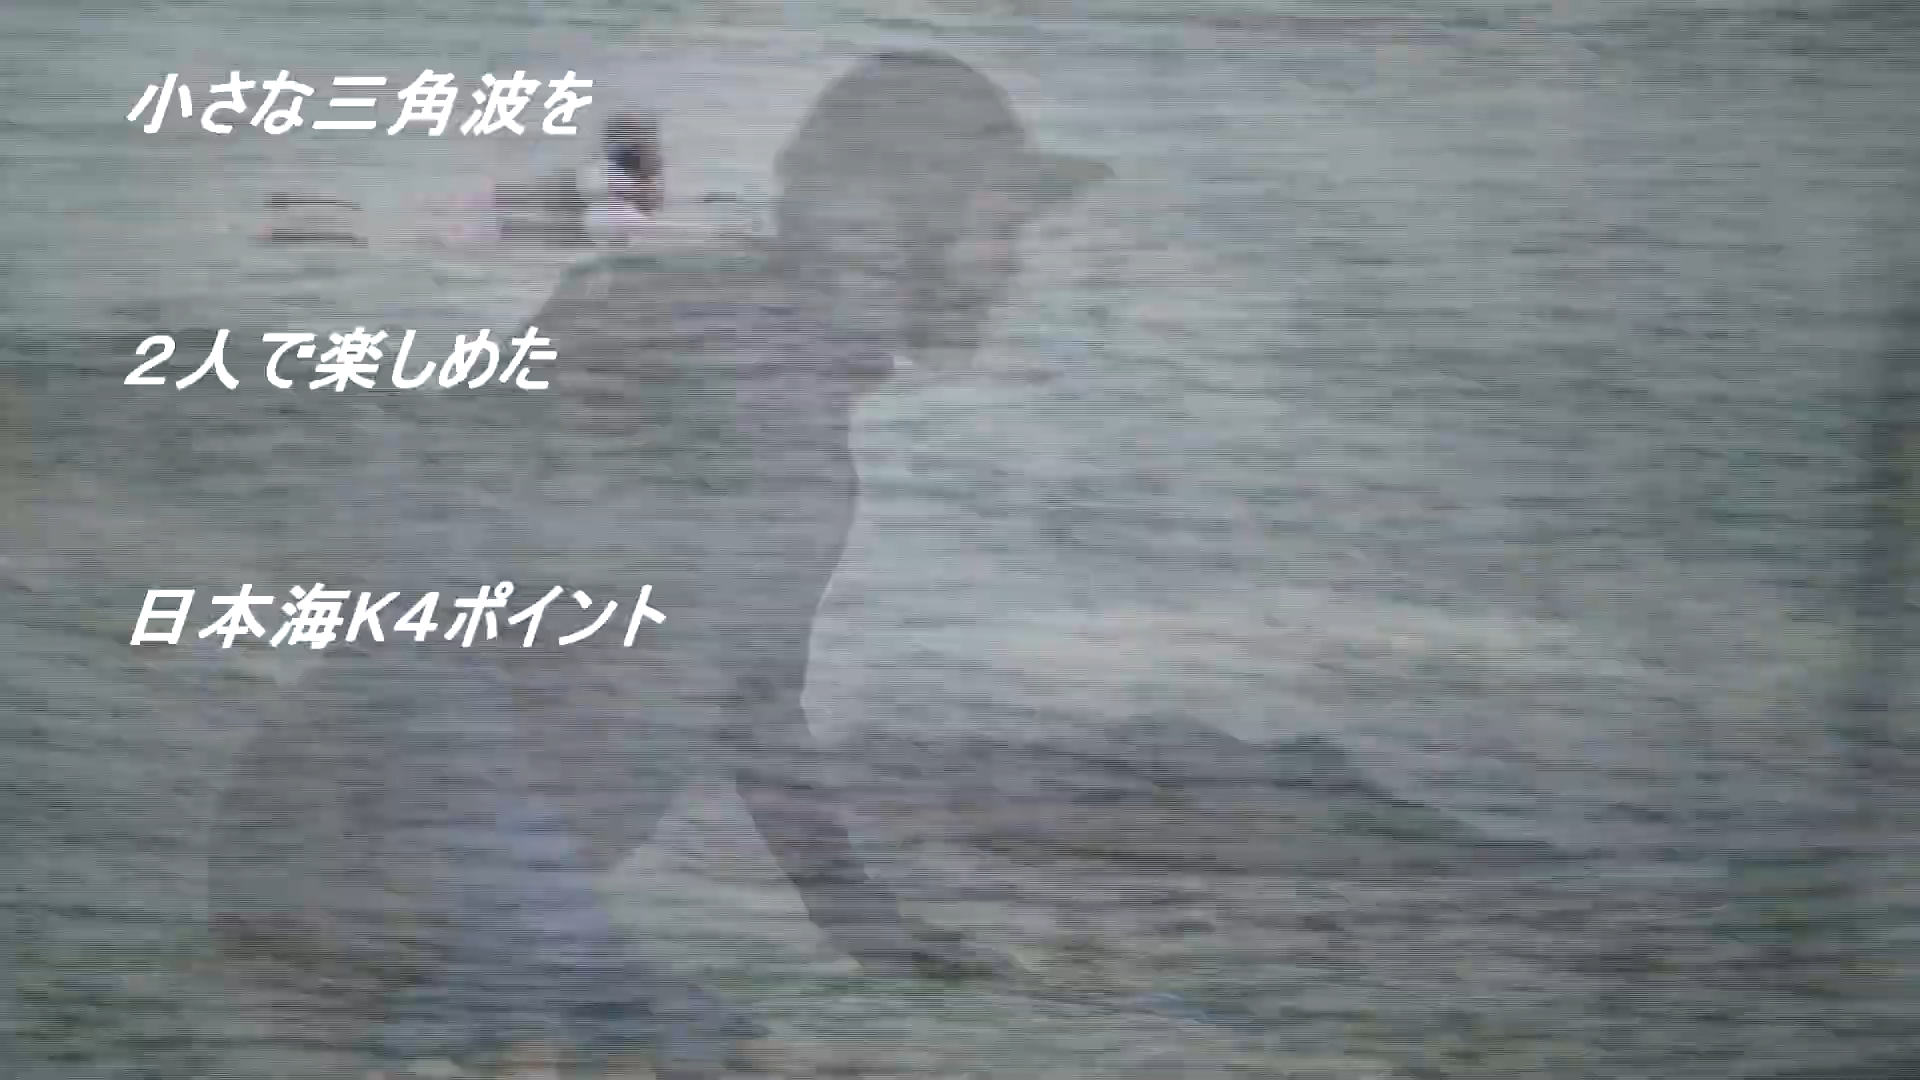 小さな三角波を
２人で楽しめた
日本海K4ポイント